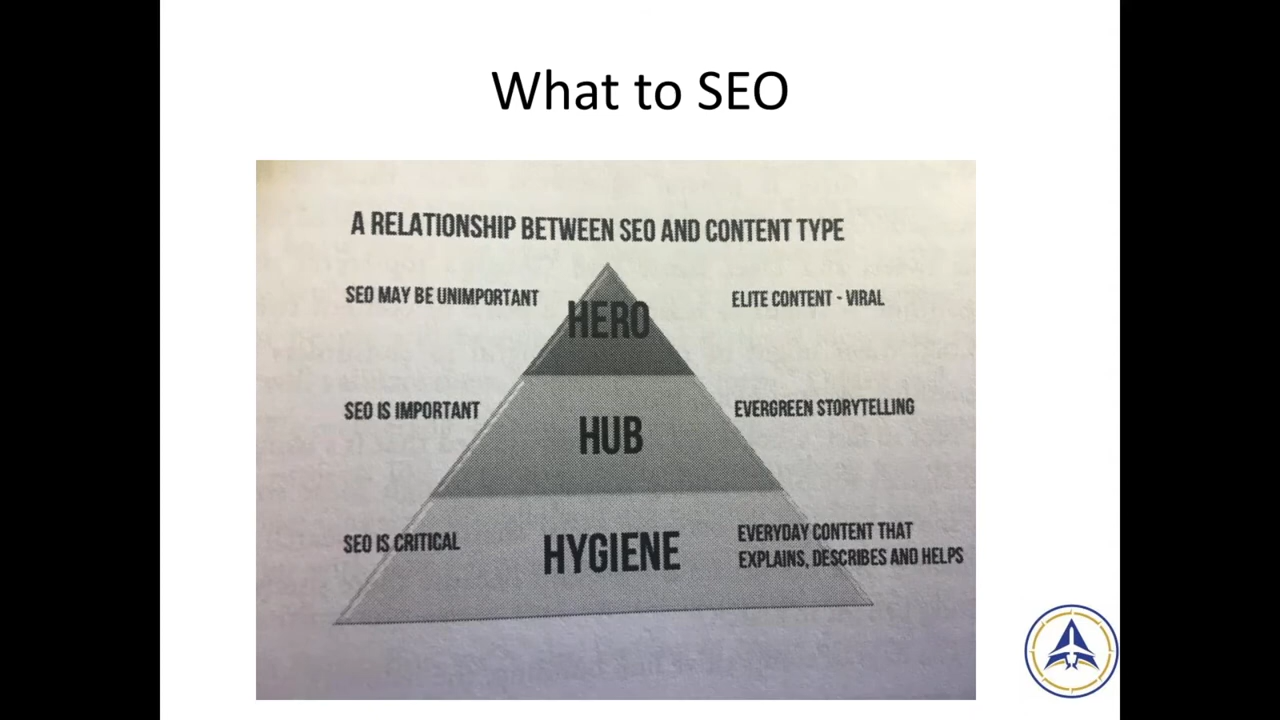 What to SEO
A RELATIONSHIP BETWEEN SEO AND CONTENT TYPE
SEO MAY BE UNIMPORTANT
HERO
ELITE CONTENT - VIRAL
SEO IS IMPORTANT
HUB
EVERGREEN STORYTELLING
SEO IS CRITICAL
HYGIENE
EVERYDAY CONTENT THAT
EXPLAINS, DESCRIBES AND HELPS